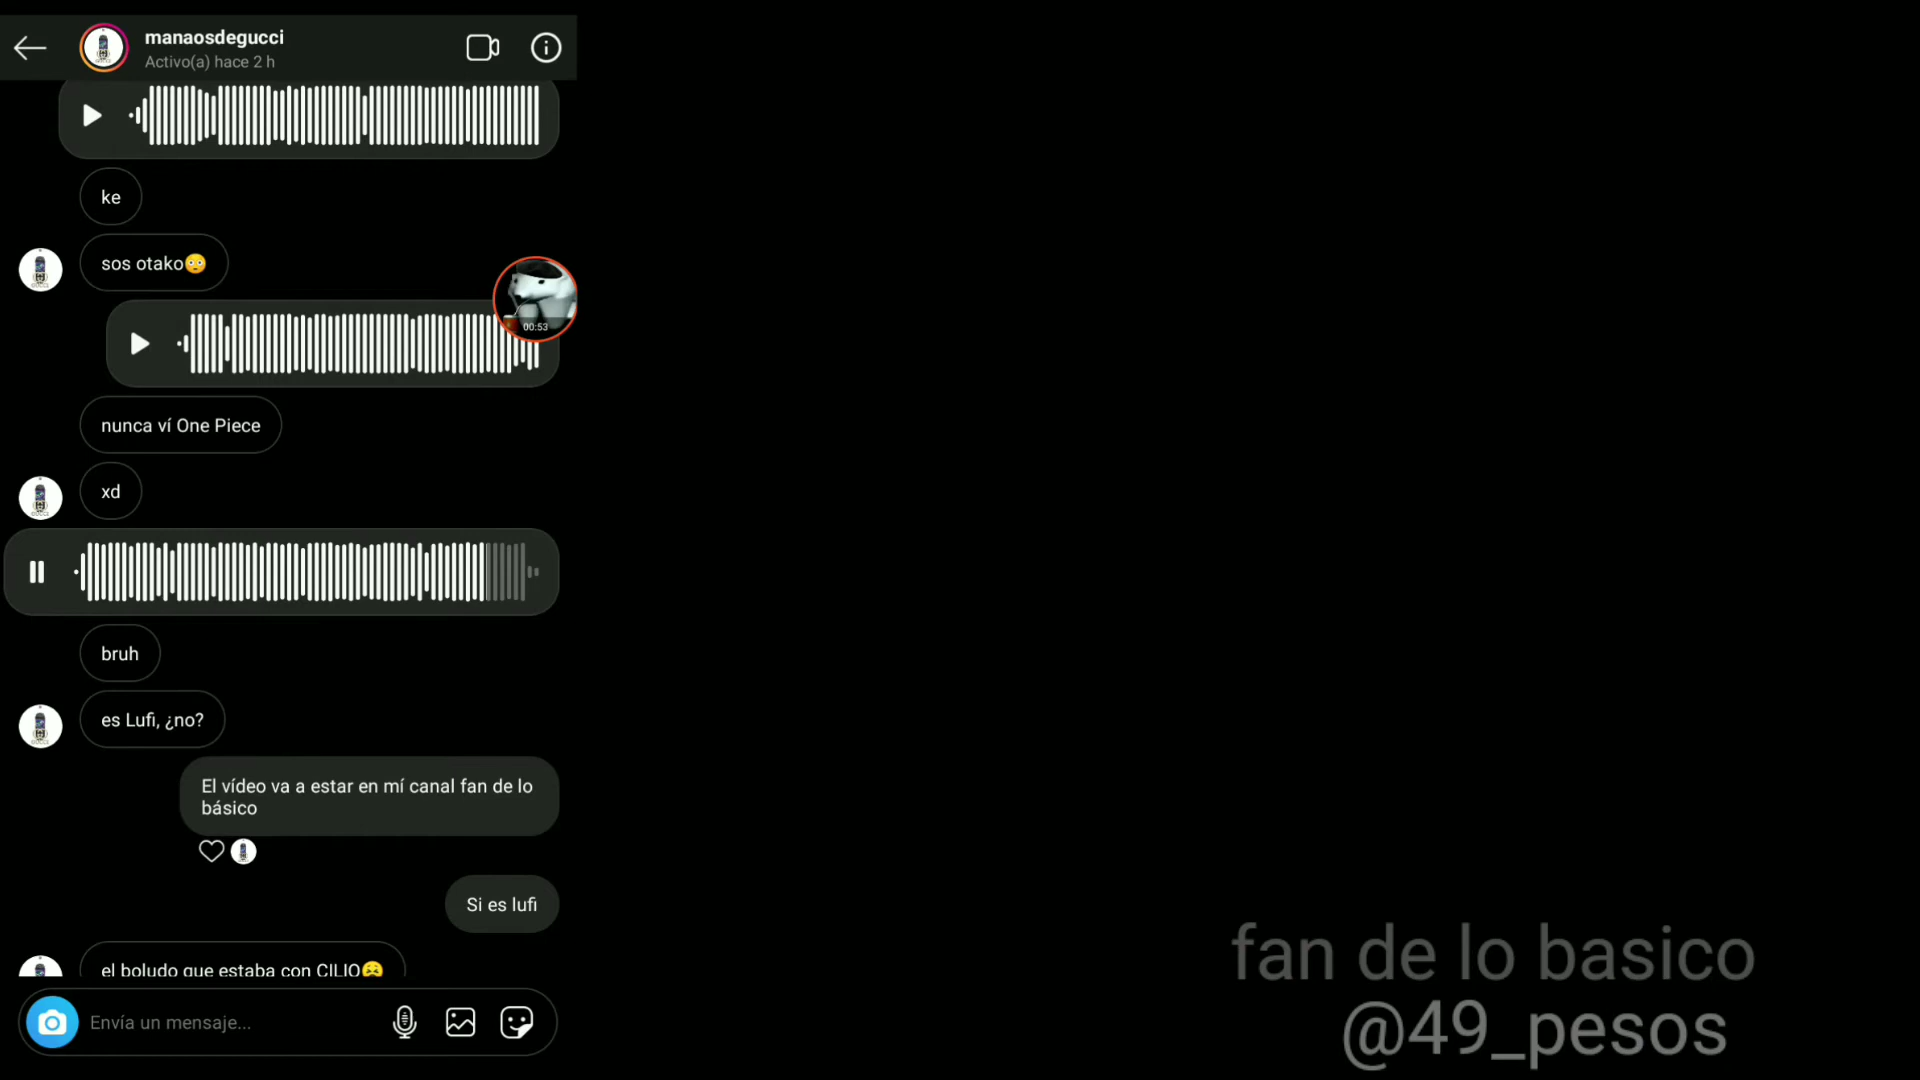 manaosdegucci
Activo(a) hace 2 h
ke
sos otako😳
00:53
nunca ví One Piece
xd
bruh
es Lufi, ¿no?
El vídeo va a estar en mí canal fan de lo
básico
Si es lufi
el boludo que estaba con CILIO😣
Envía un mensaje...
fan de lo basico
@49_pesos